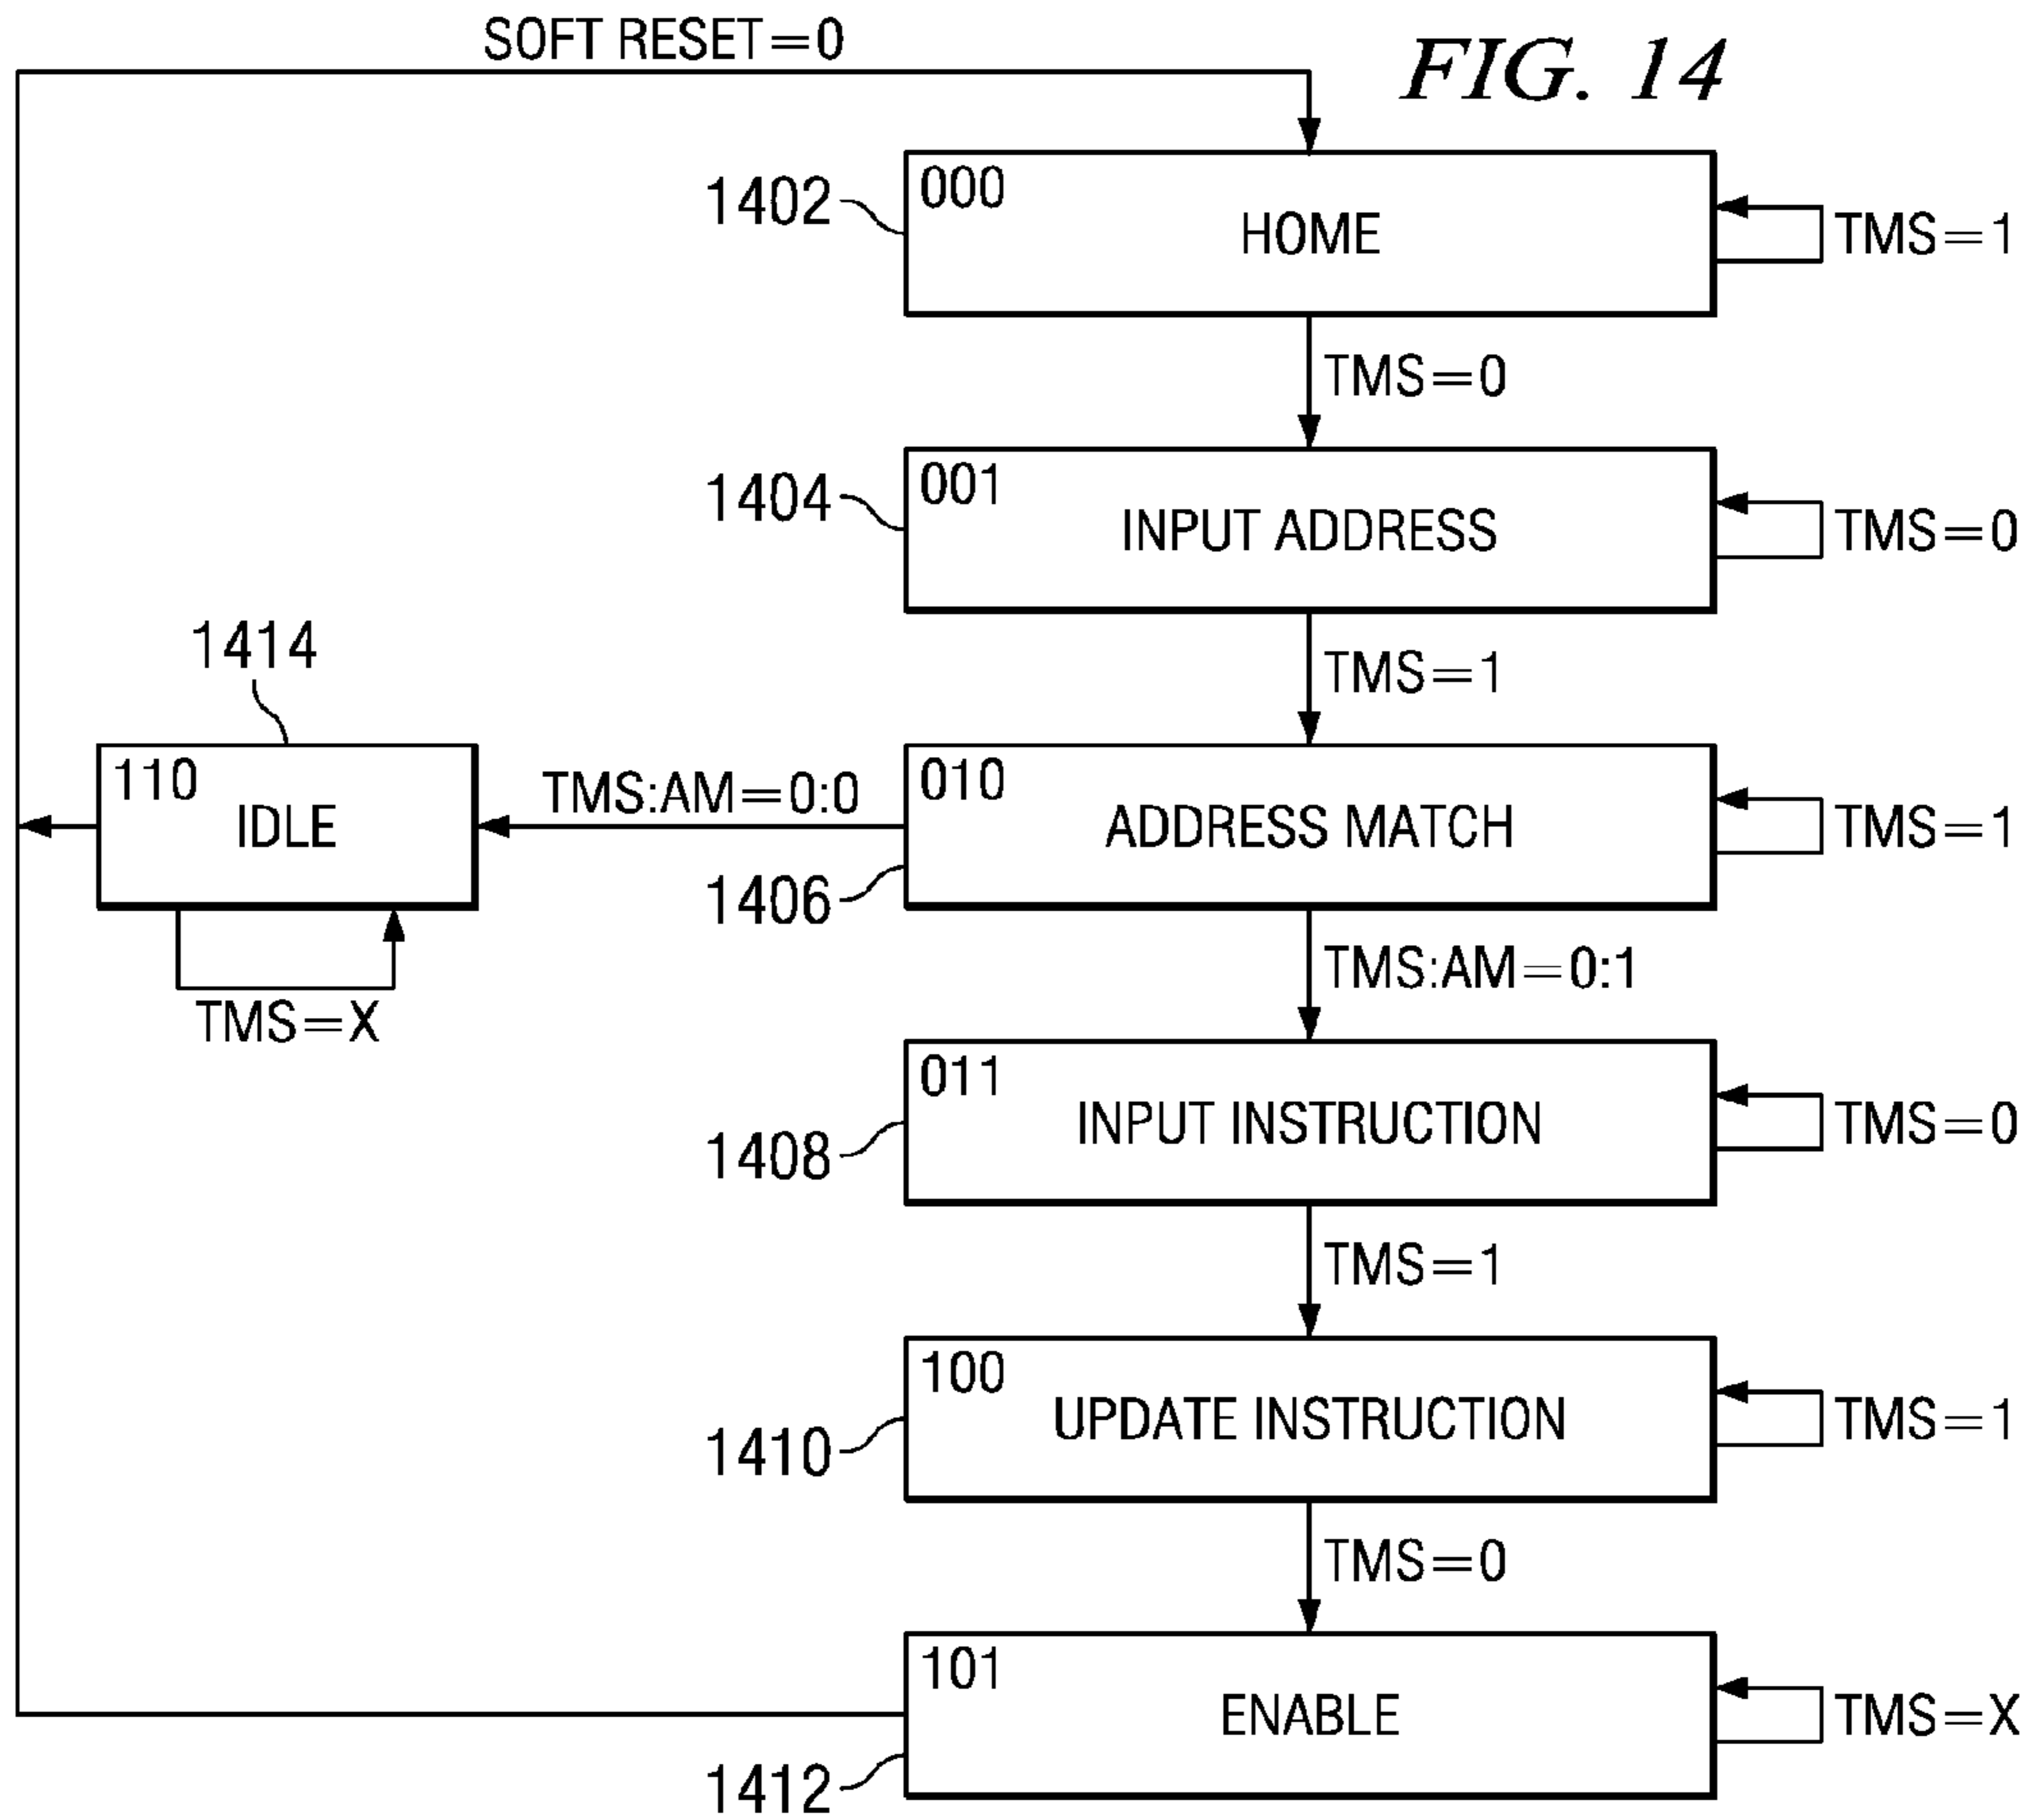 SOFT RESET=0
FIG. 14
1402
000
HOME
TMS=1
TMS=0
1404
001
INPUT ADDRESS
TMS=0
TMS=1
1414
110
IDLE
TMS=X
TMS:AM=0:0
010
ADDRESS MATCH
TMS=1
1406
TMS:AM=0:1
011
INPUT INSTRUCTION
TMS=0
1408
TMS=1
100
UPDATE INSTRUCTION
TMS=1
1410
TMS=0
101
ENABLE
TMS=X
1412